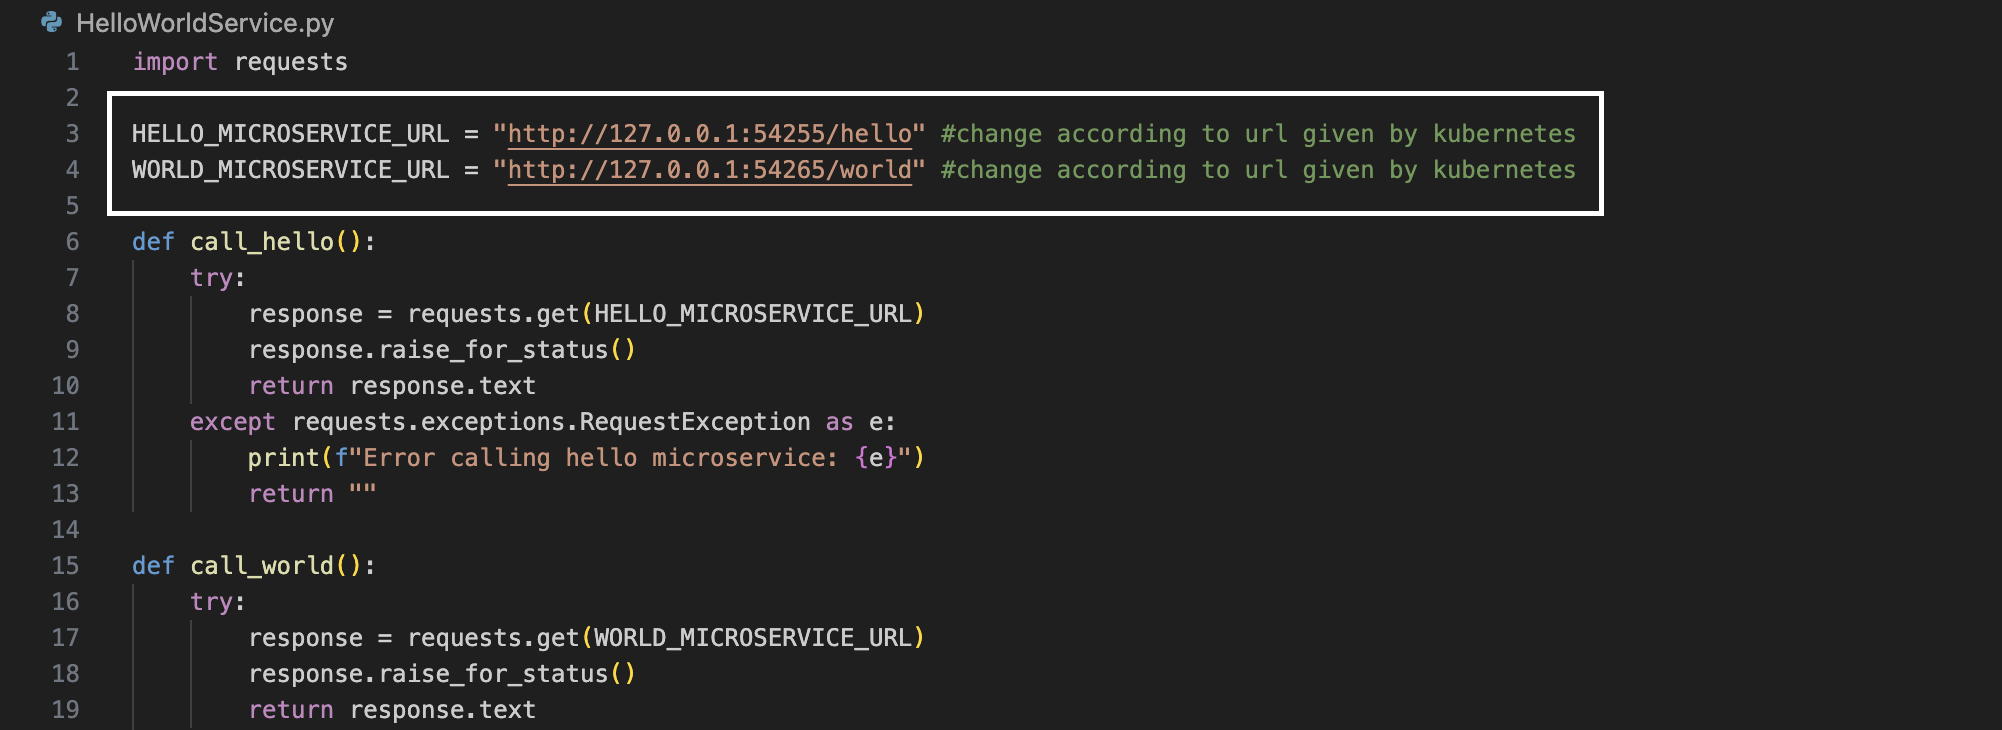 HelloWorldService.py
1 import requests
2
3 HELLO_MICROSERVICE_URL = "http://127.0.0.1:54255/hello" #change according to url given by kubernetes
4 WORLD_MICROSERVICE_URL = "http://127.0.0.1:54265/world" #change according to url given by kubernetes
5
6 def call_hello():
7     try:
8         response = requests.get(HELLO_MICROSERVICE_URL)
9         response.raise_for_status()
10         return response.text
11     except requests.exceptions.RequestException as e:
12         print(f"Error calling hello microservice: {e}")
13         return ""
14
15 def call_world():
16     try:
17         response = requests.get(WORLD_MICROSERVICE_URL)
18         response.raise_for_status()
19         return response.text